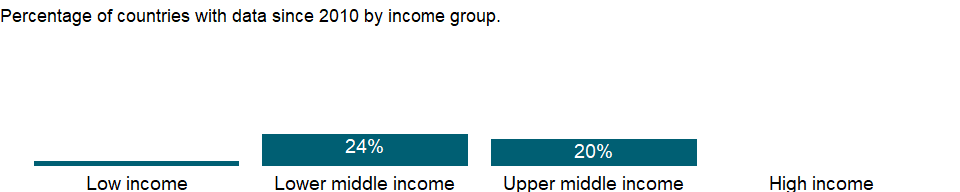 Percentage of countries with data since 2010 by income group.
24%
20%
Low income
Lower middle income
Upper middle income
High income